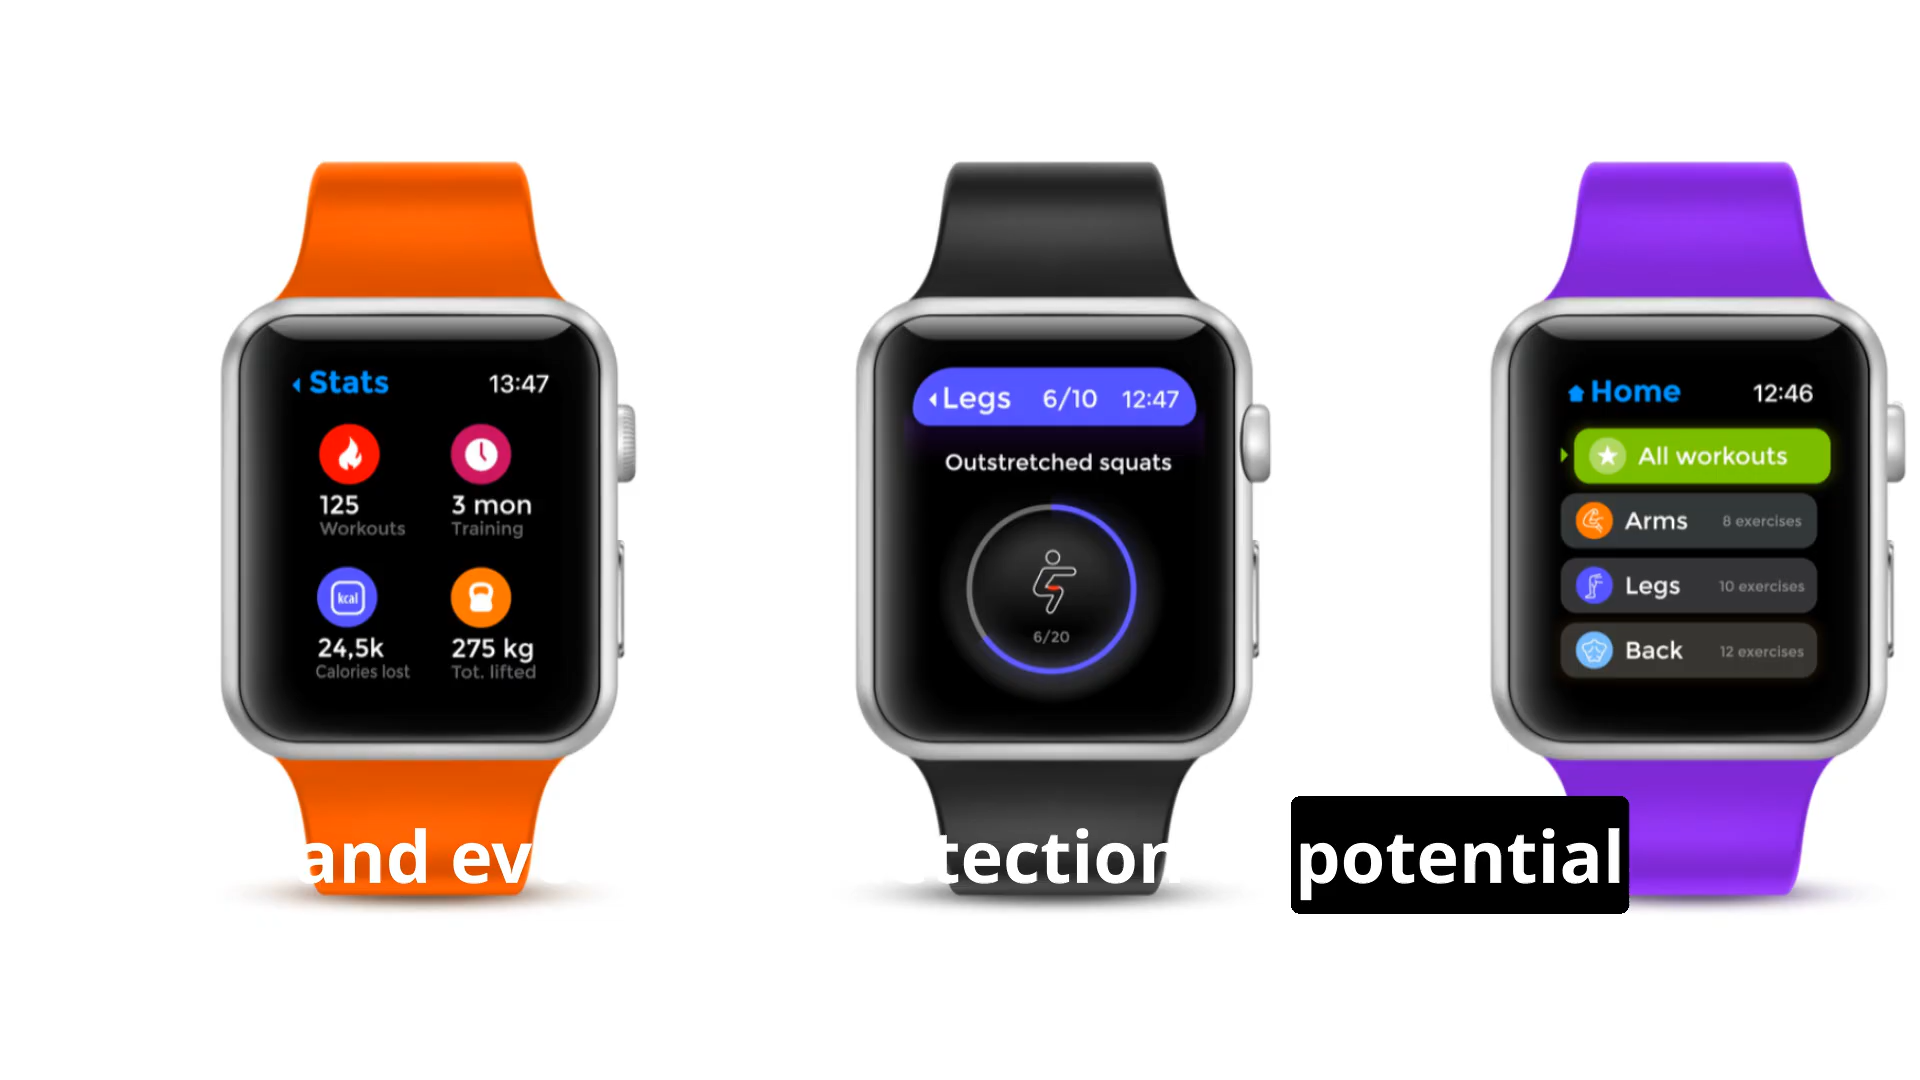 Stats 13:47
125
Workouts
3 mon
Training
kcal
24,5k
Calories lost
275 kg
Tot. lifted
Legs 6/10 12:47
Outstretched squats
6/20
Home 12:46
All workouts
Arms 8 exercises
Legs 10 exercises
Back 12 exercises
and potential